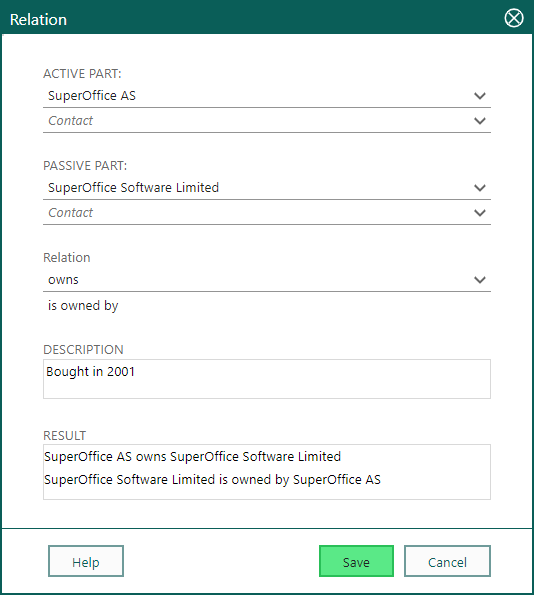 Relation
ACTIVE PART:
SuperOffice AS
Contact
PASSIVE PART:
SuperOffice Software Limited
Contact
Relation
owns
is owned by
DESCRIPTION
Bought in 2001
RESULT
SuperOffice AS owns SuperOffice Software Limited
SuperOffice Software Limited is owned by SuperOffice AS
Help Save Cancel